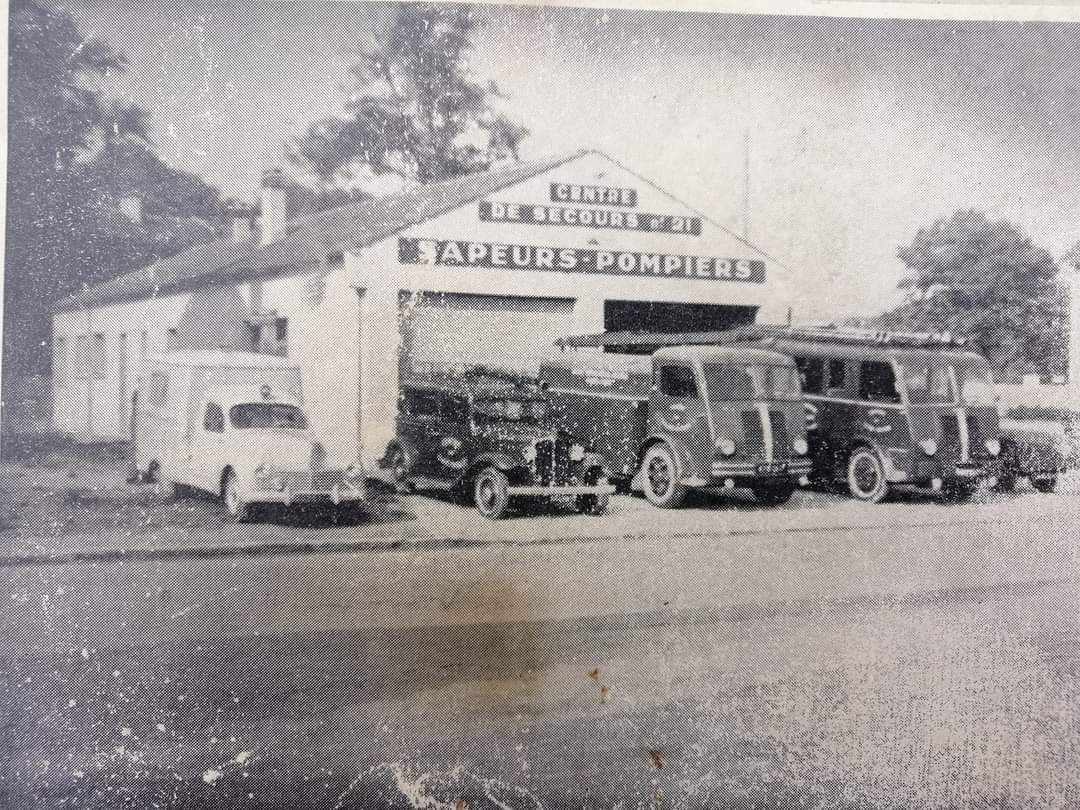 CENTRE
DE SECOURS n° 21
SAPEURS-POMPIERS